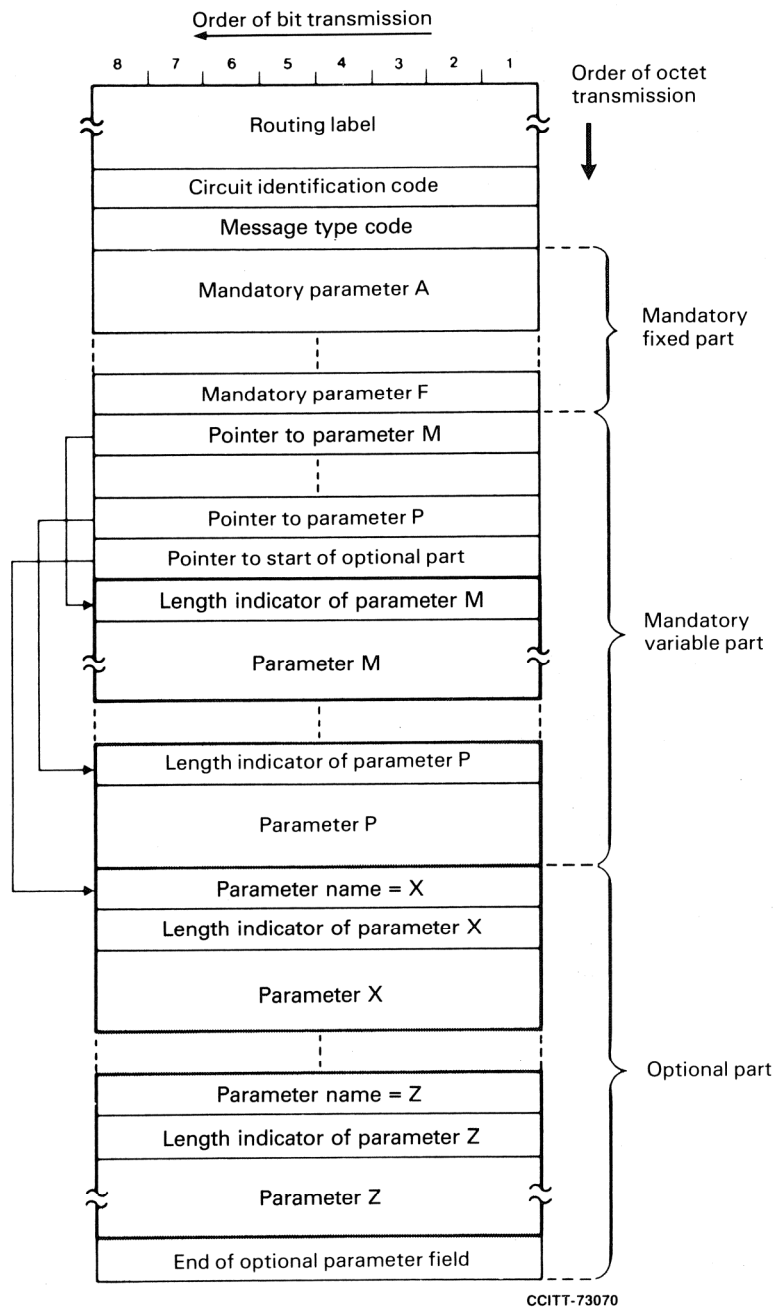 Order of bit transmission
8 7 6 5 4 3 2 1
Order of octet
transmission
Routing label
Circuit identification code
Message type code
Mandatory parameter A
Mandatory
fixed part
Mandatory parameter F
Pointer to parameter M
Pointer to parameter P
Pointer to start of optional part
Length indicator of parameter M
Mandatory
variable part
Parameter M
Length indicator of parameter P
Parameter P
Parameter name = X
Length indicator of parameter X
Parameter X
Optional part
Parameter name = Z
Length indicator of parameter Z
Parameter Z
End of optional parameter field
CCITT-73070